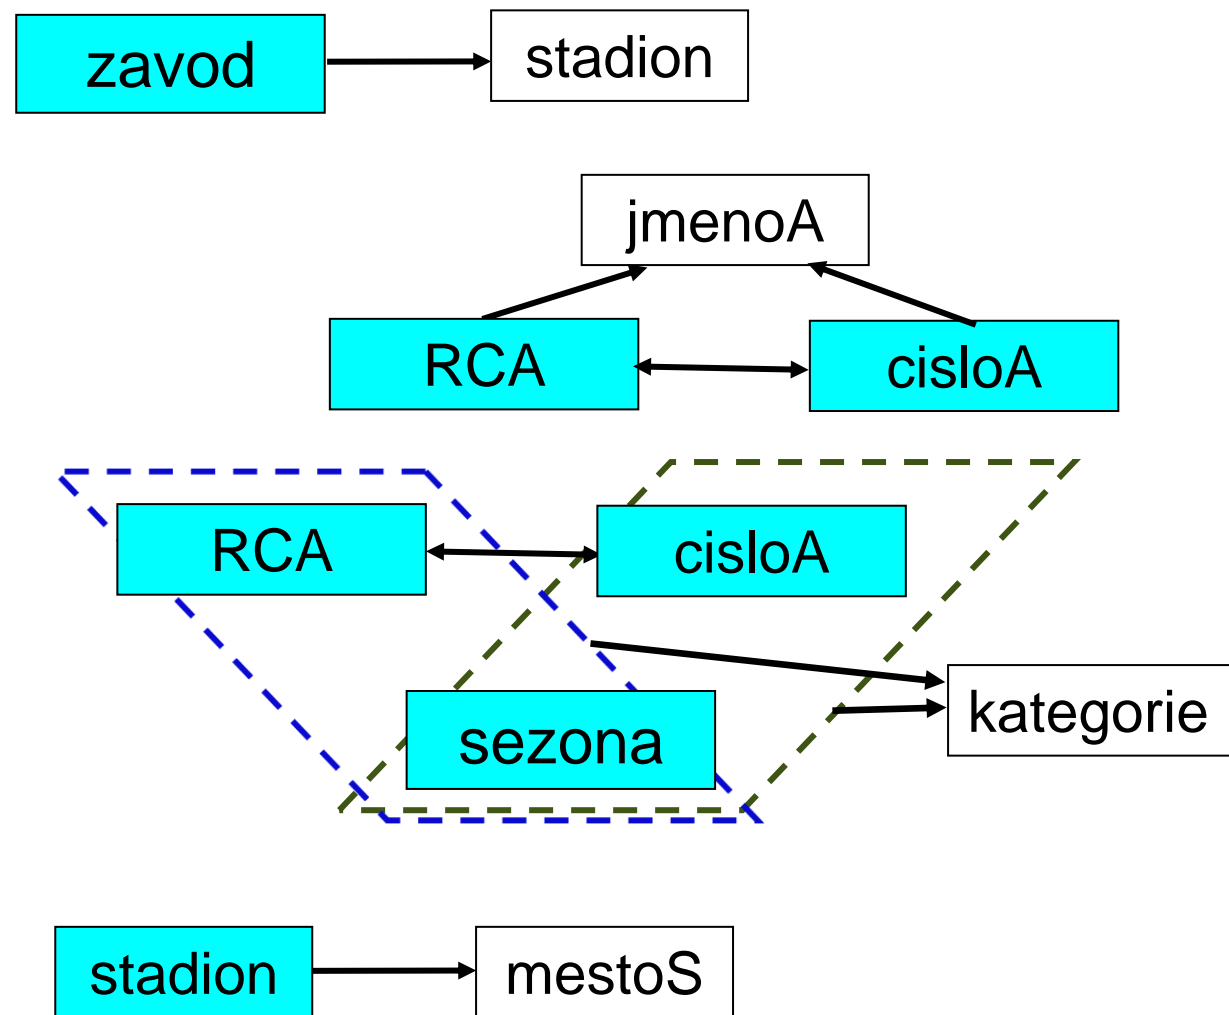 zavod
stadion
jmenoA
RCA
cisloA
RCA
cisloA
sezona
kategorie
stadion
mestoS